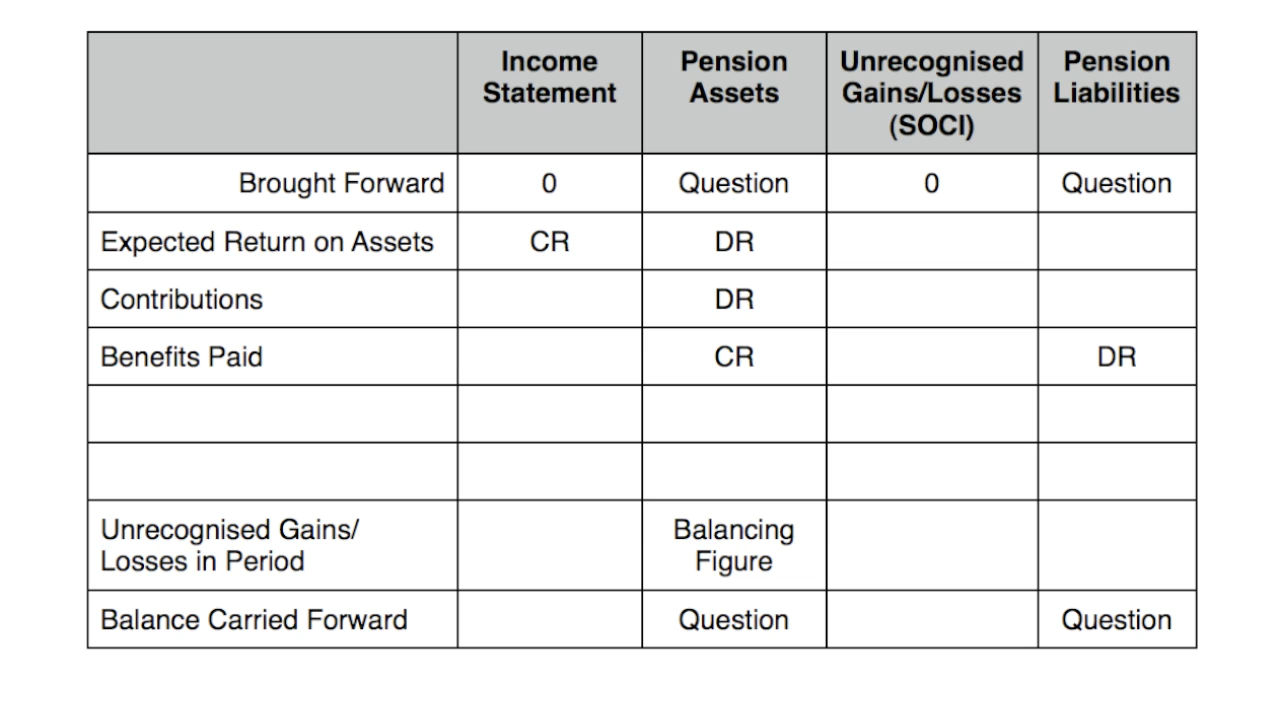 Income Statement
Pension Assets
Unrecognised Gains/Losses (SOCI)
Pension Liabilities
Brought Forward 0 Question 0 Question
Expected Return on Assets CR DR
Contributions DR
Benefits Paid CR DR
Unrecognised Gains/
Losses in Period
Balancing
Figure
Balance Carried Forward Question Question